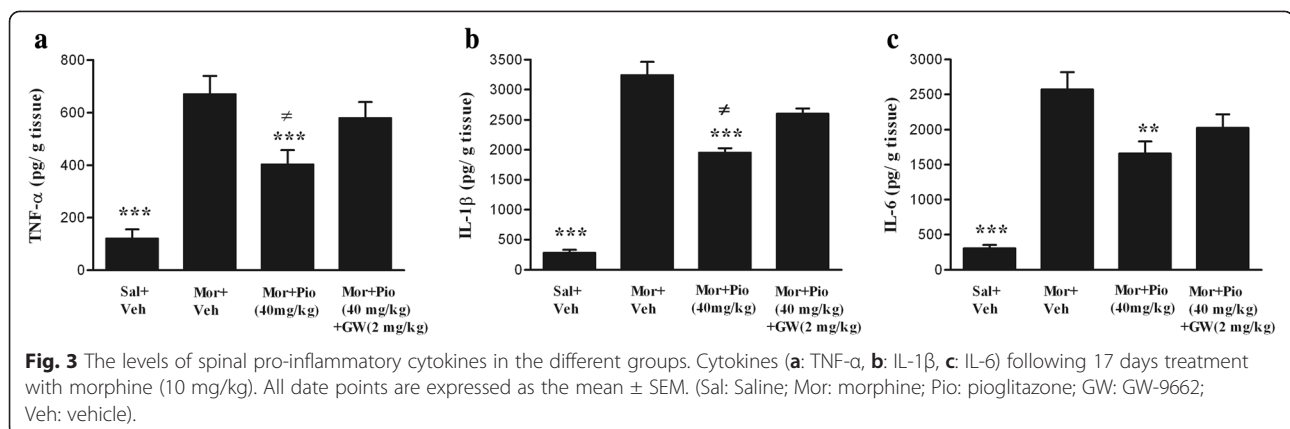 a
TNF-α (pg/ g tissue)
800
600
400
200
0
***
≠
***
Sal+
Veh
Mor+
Veh
Mor+Pio
(40mg/kg)
Mor+Pio
(40 mg/kg)
+GW(2 mg/kg)
b
IL-1β (pg/ g tissue)
3500
3000
2500
2000
1500
1000
500
0
***
≠
***
Sal+
Veh
Mor+
Veh
Mor+Pio
(40mg/kg)
Mor+Pio
(40 mg/kg)
+GW(2 mg/kg)
c
IL-6 (pg/ g tissue)
3000
2500
2000
1500
1000
500
0
***
**
Sal+
Veh
Mor+
Veh
Mor+Pio
(40mg/kg)
Mor+Pio
(40 mg/kg)
+GW(2 mg/kg)
Fig. 3 The levels of spinal pro-inflammatory cytokines in the different groups. Cytokines (a: TNF-α, b: IL-1β, c: IL-6) following 17 days treatment
with morphine (10 mg/kg). All date points are expressed as the mean ± SEM. (Sal: Saline; Mor: morphine; Pio: pioglitazone; GW: GW-9662;
Veh: vehicle).